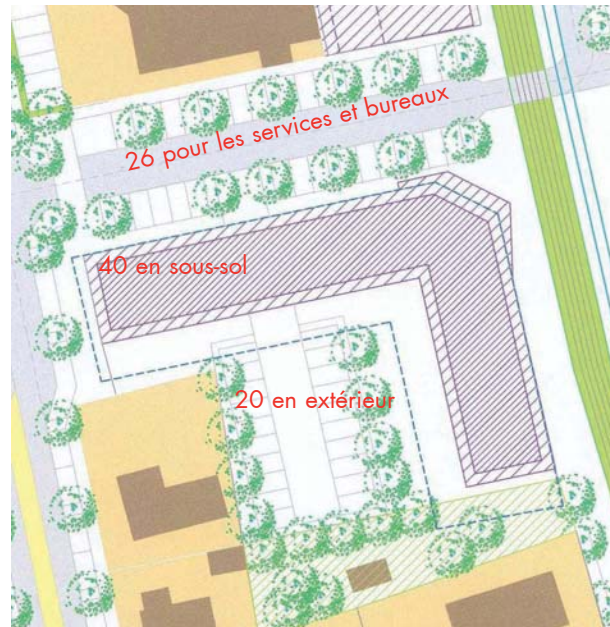 26 pour les services et bureaux
40 en sous-sol
20 en extérieur